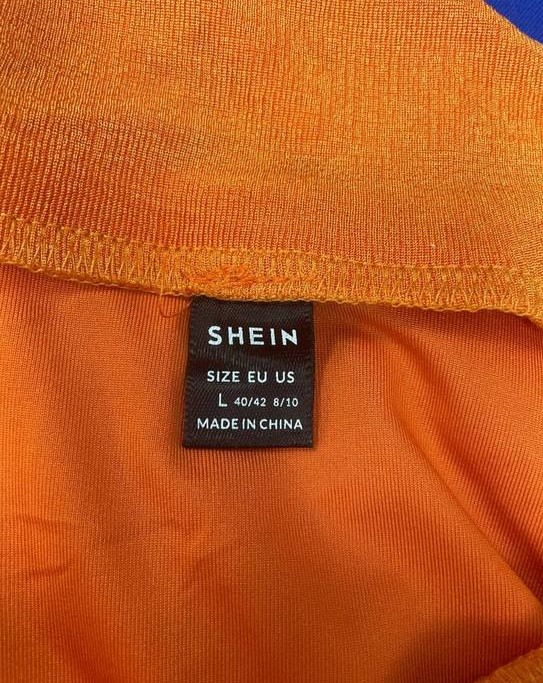 SHEIN
SIZE EU US
L 40/42 8/10
MADE IN CHINA